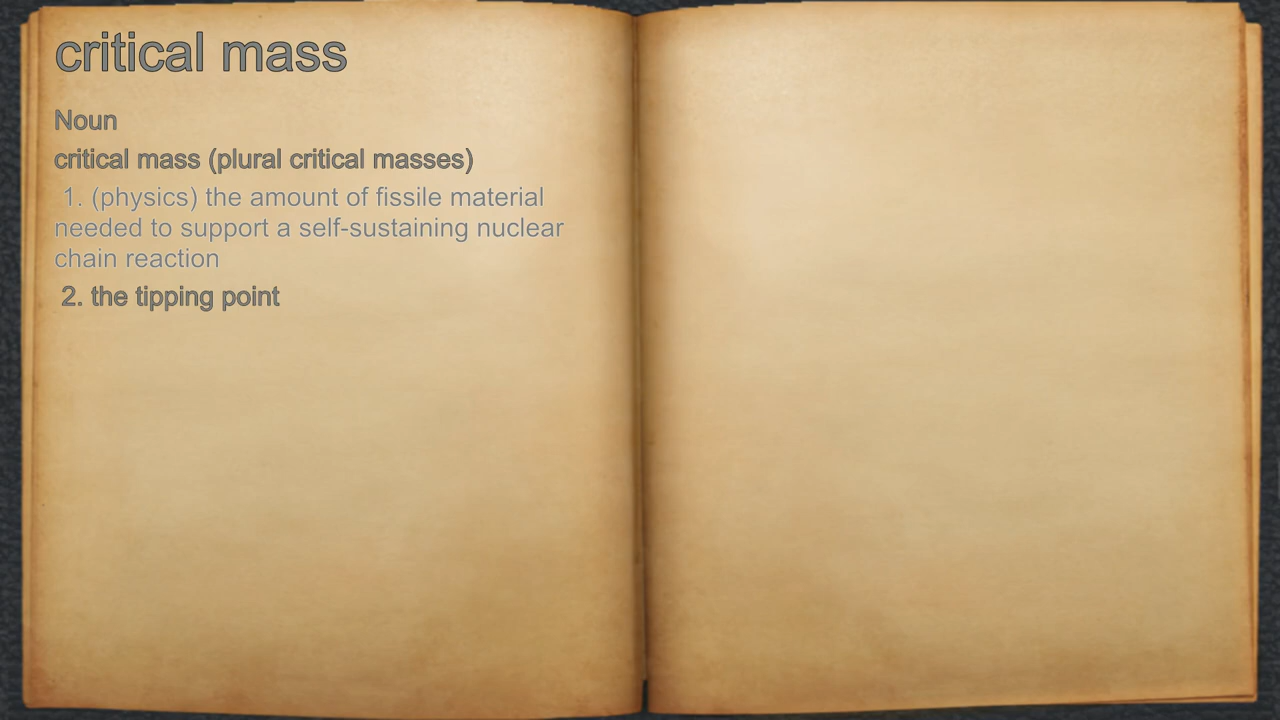 critical mass
Noun
critical mass (plural critical masses)
1. (physics) the amount of fissile material
needed to support a self-sustaining nuclear
chain reaction
2. the tipping point